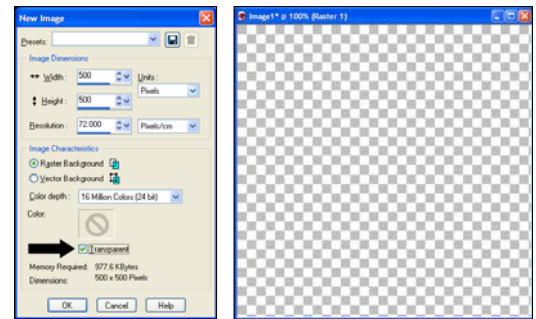 New Image
Presets:
Image Dimensions
Width: 500 Units:
Pixels
Height: 500
Resolution: 72.000 Pixels/cm
Image Characteristics
Raster Background
Vector Background
Color depth: 16 Million Colors (24 bit)
Color:
Transparent
Memory Required: 977.6 KBytes
Dimensions: 500 x 500 Pixels
OK Cancel Help
Image1* @ 100% (Raster 1)